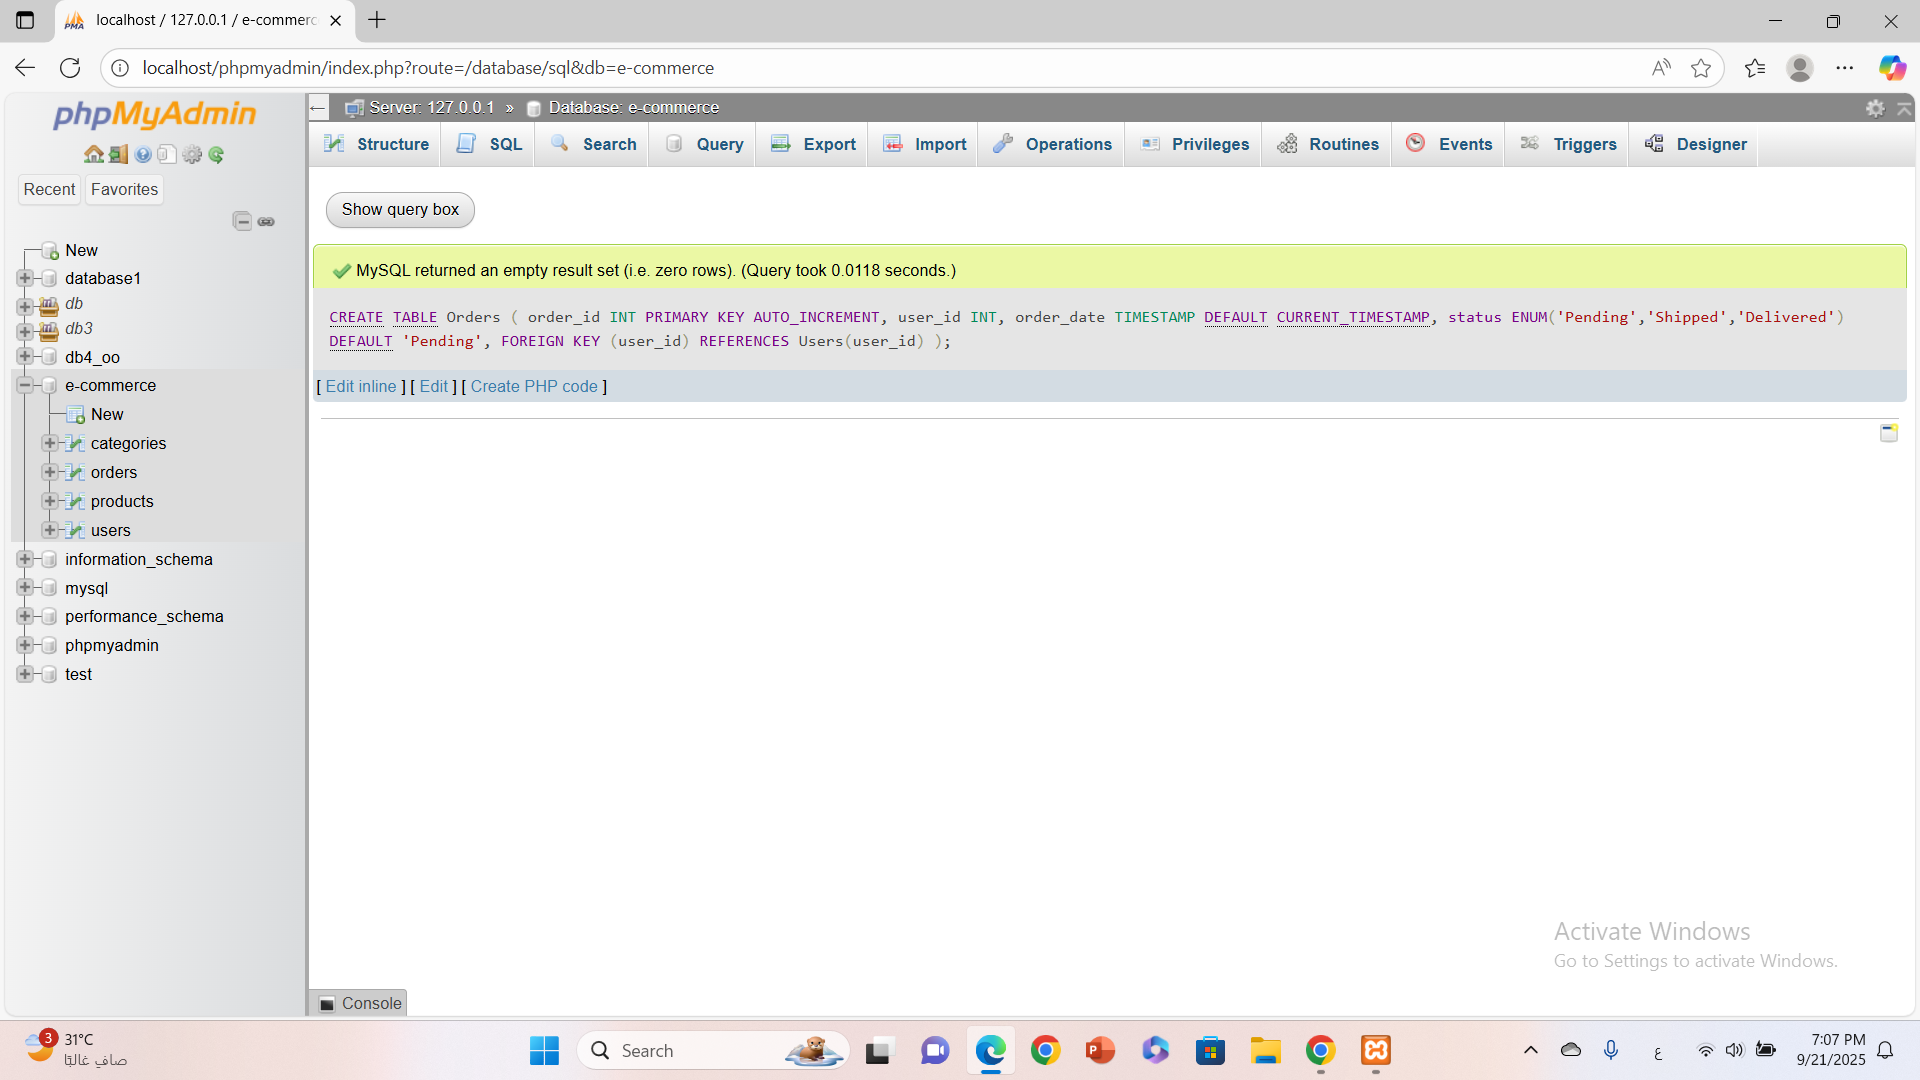 localhost / 127.0.0.1 / e-commerc
localhost/phpmyadmin/index.php?route=/database/sql&db=e-commerce
phpMyAdmin
Recent
Favorites
New
database1
db
db3
db4_oo
e-commerce
New
categories
orders
products
users
information_schema
mysql
performance_schema
phpmyadmin
test
Server: 127.0.0.1 » Database: e-commerce
Structure
SQL
Search
Query
Export
Import
Operations
Privileges
Routines
Events
Triggers
Designer
Show query box
MySQL returned an empty result set (i.e. zero rows). (Query took 0.0118 seconds.)
CREATE TABLE Orders ( order_id INT PRIMARY KEY AUTO_INCREMENT, user_id INT, order_date TIMESTAMP DEFAULT CURRENT_TIMESTAMP, status ENUM('Pending','Shipped','Delivered')
DEFAULT 'Pending', FOREIGN KEY (user_id) REFERENCES Users(user_id) );
[ Edit inline ] [ Edit ] [ Create PHP code ]
Activate Windows
Go to Settings to activate Windows.
Console
3
31°C
صافٍ غالبًا
Search
ع
7:07 PM
9/21/2025